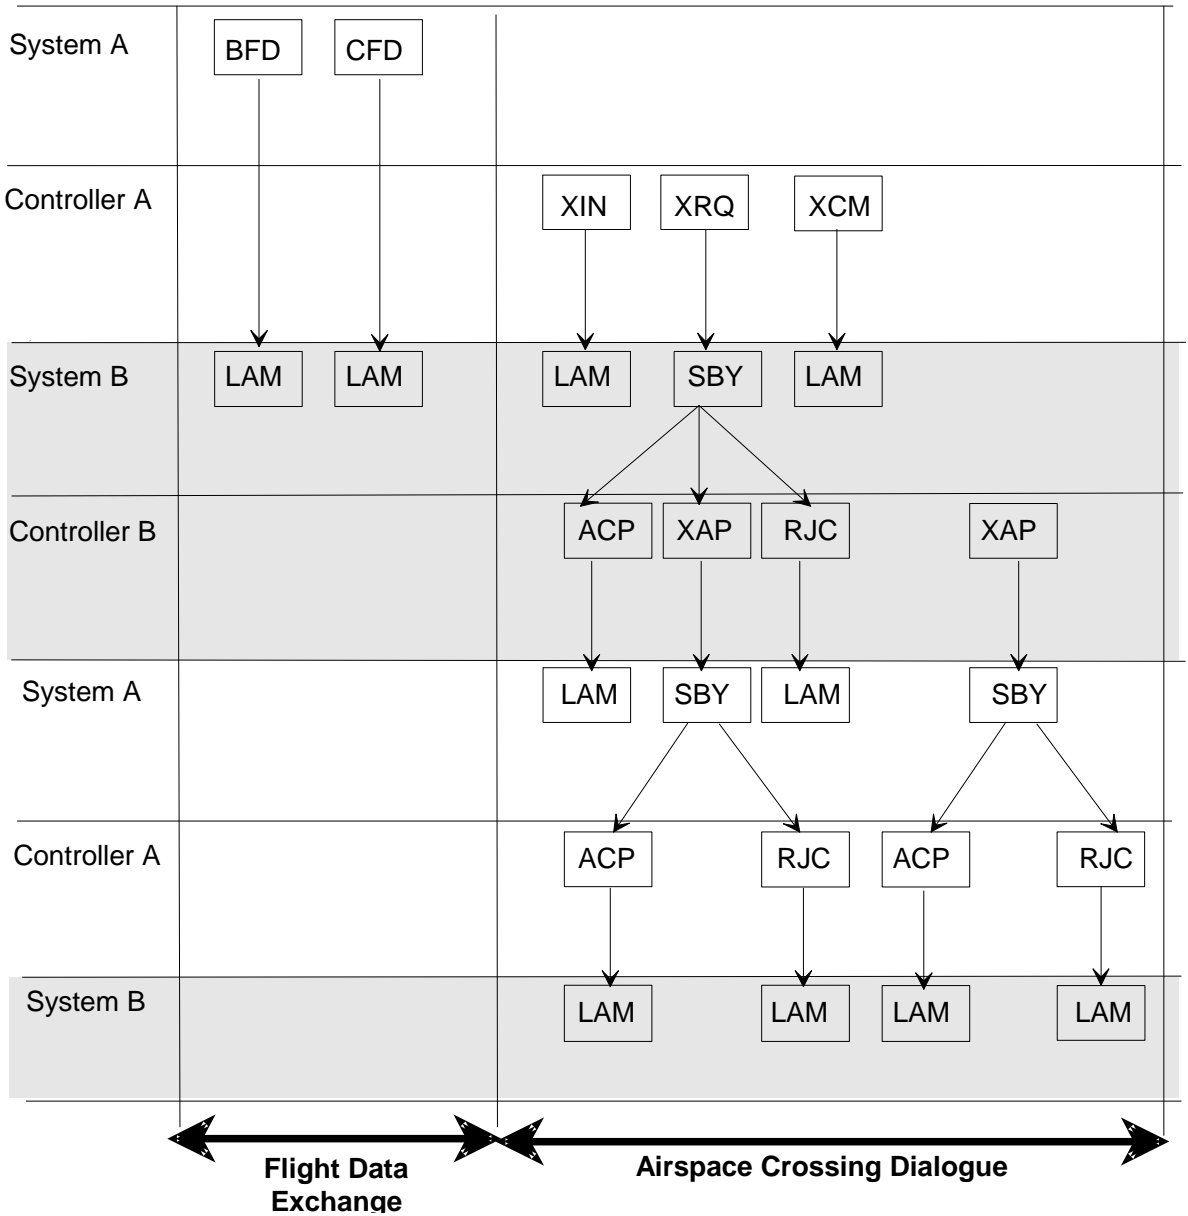 System A
BFD CFD
Controller A
XIN XRQ XCM
System B
LAM LAM LAM SBY LAM
Controller B
ACP XAP RJC XAP
System A
LAM SBY LAM SBY
Controller A
ACP RJC ACP RJC
System B
LAM LAM LAM LAM
Flight Data
Exchange
Airspace Crossing Dialogue